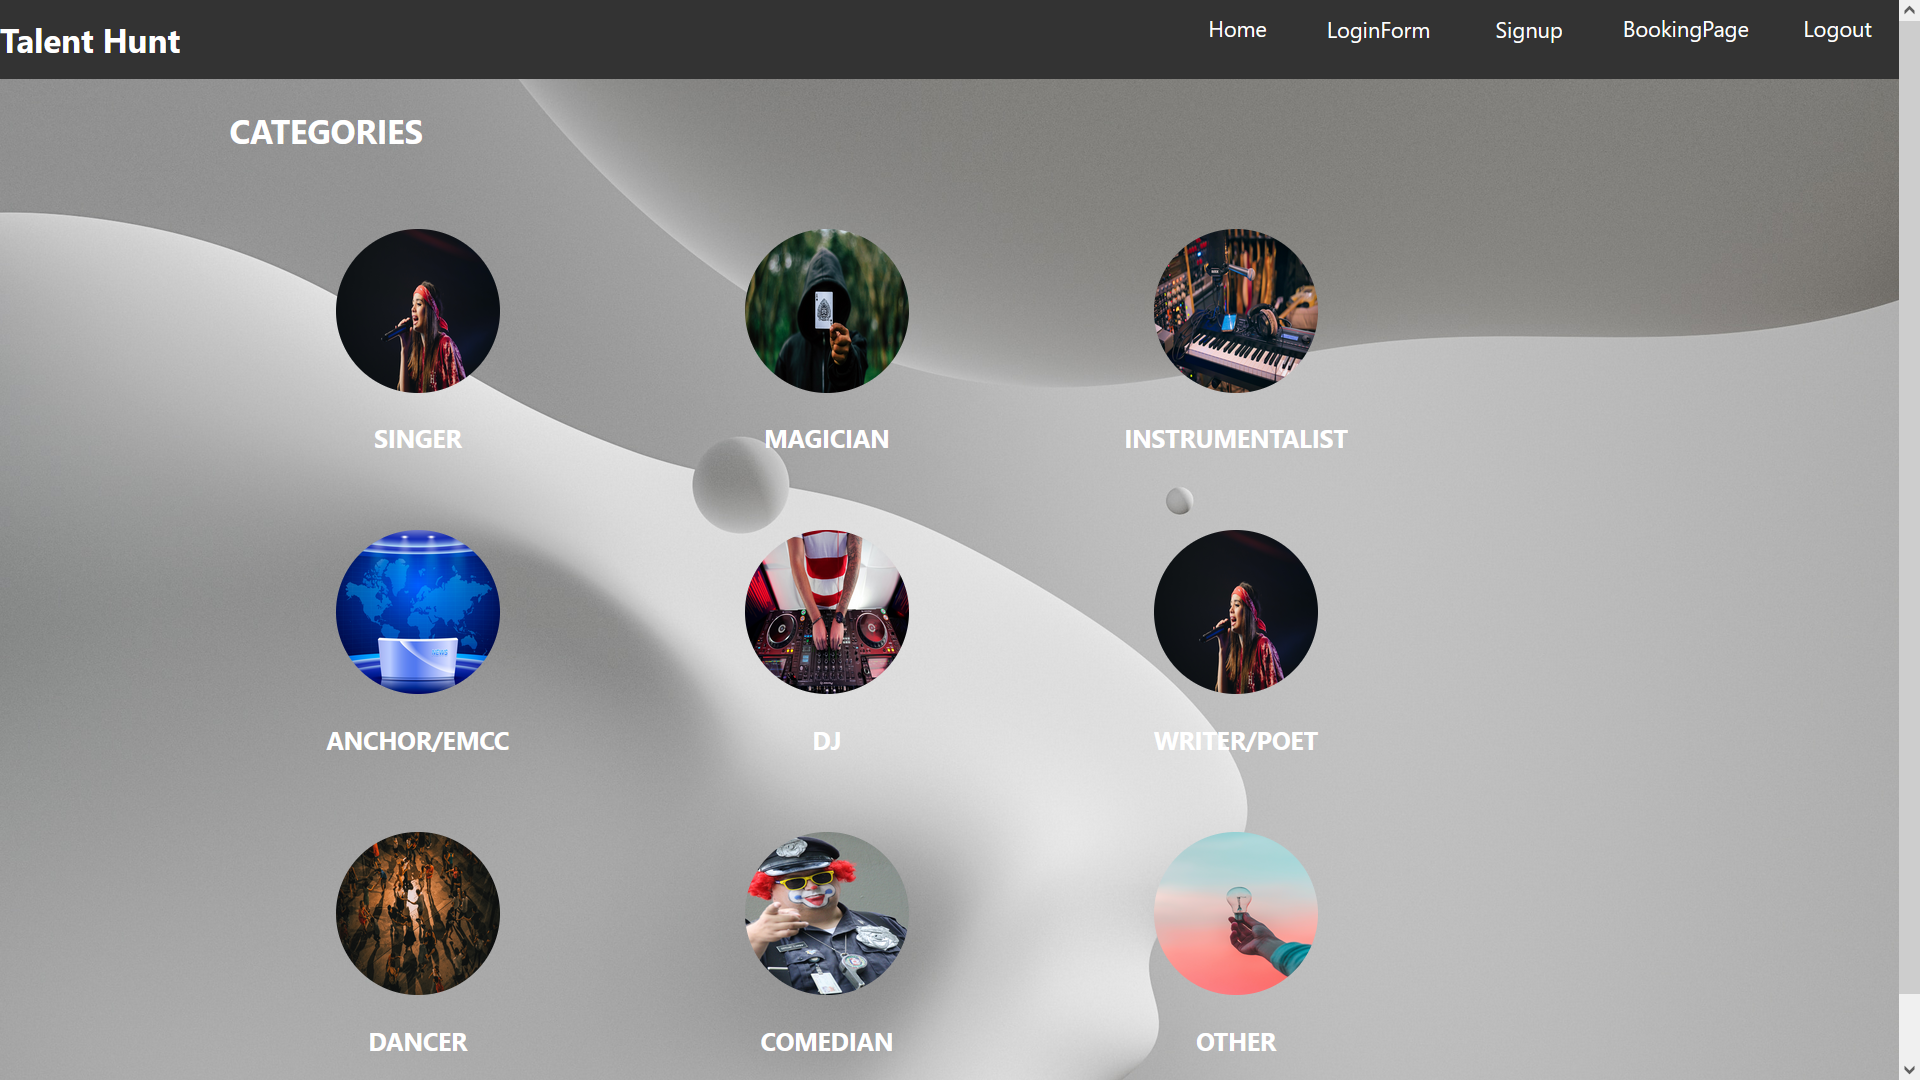 Talent Hunt
Home LoginForm Signup BookingPage Logout
CATEGORIES
SINGER MAGICIAN INSTRUMENTALIST
NEWS
ANCHOR/EMCC DJ WRITER/POET
DANCER COMEDIAN OTHER